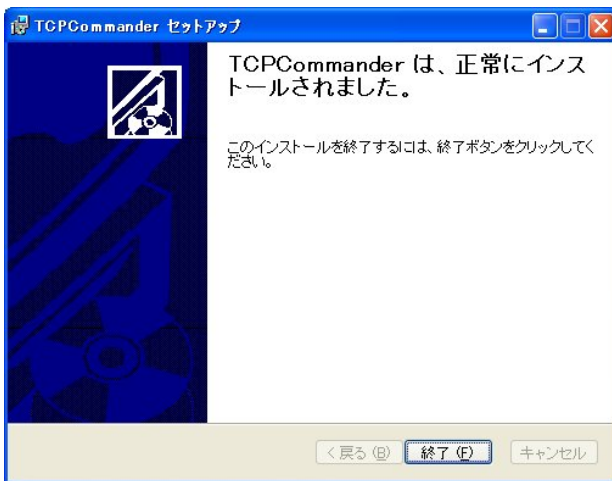 TCPCommander セットアップ
TCPCommander は、正常にインス
トールされました。
このインストールを終了するには、終了ボタンをクリックしてく
ださい。
< 戻る (B)
終了 (F)
キャンセル